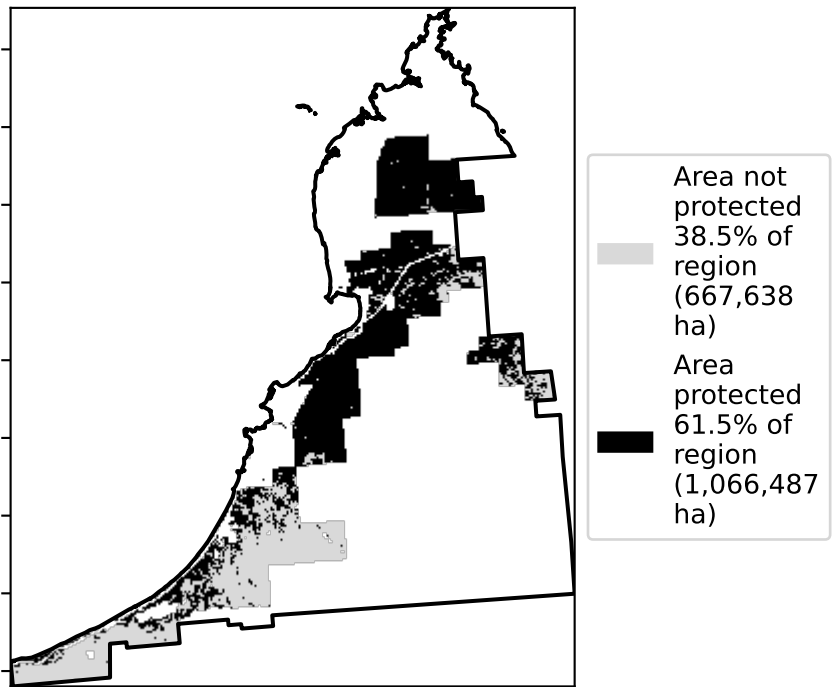 Area not
protected
38.5% of
region
(667,638
ha)
Area
protected
61.5% of
region
(1,066,487
ha)